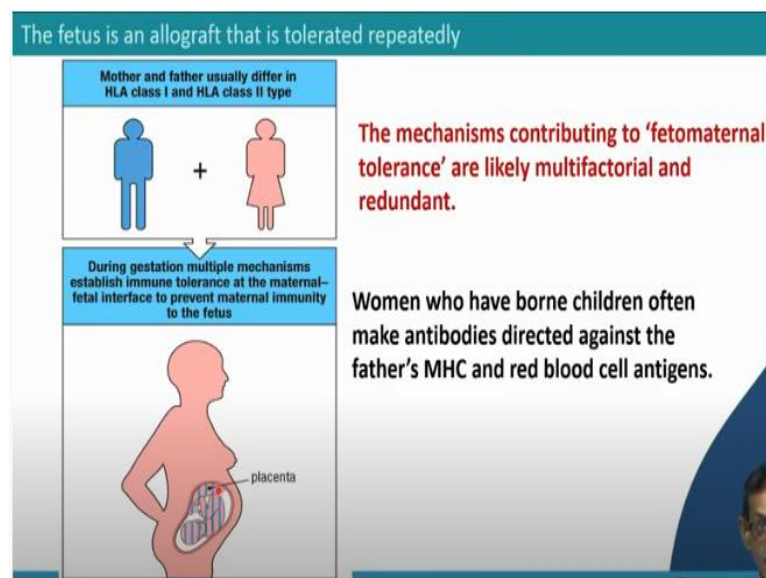 The fetus is an allograft that is tolerated repeatedly
Mother and father usually differ in
HLA class I and HLA class II type
+
During gestation multiple mechanisms
establish immune tolerance at the maternal–
fetal interface to prevent maternal immunity
to the fetus
placenta
The mechanisms contributing to ‘fetomaternal
tolerance’ are likely multifactorial and
redundant.
Women who have borne children often
make antibodies directed against the
father’s MHC and red blood cell antigens.